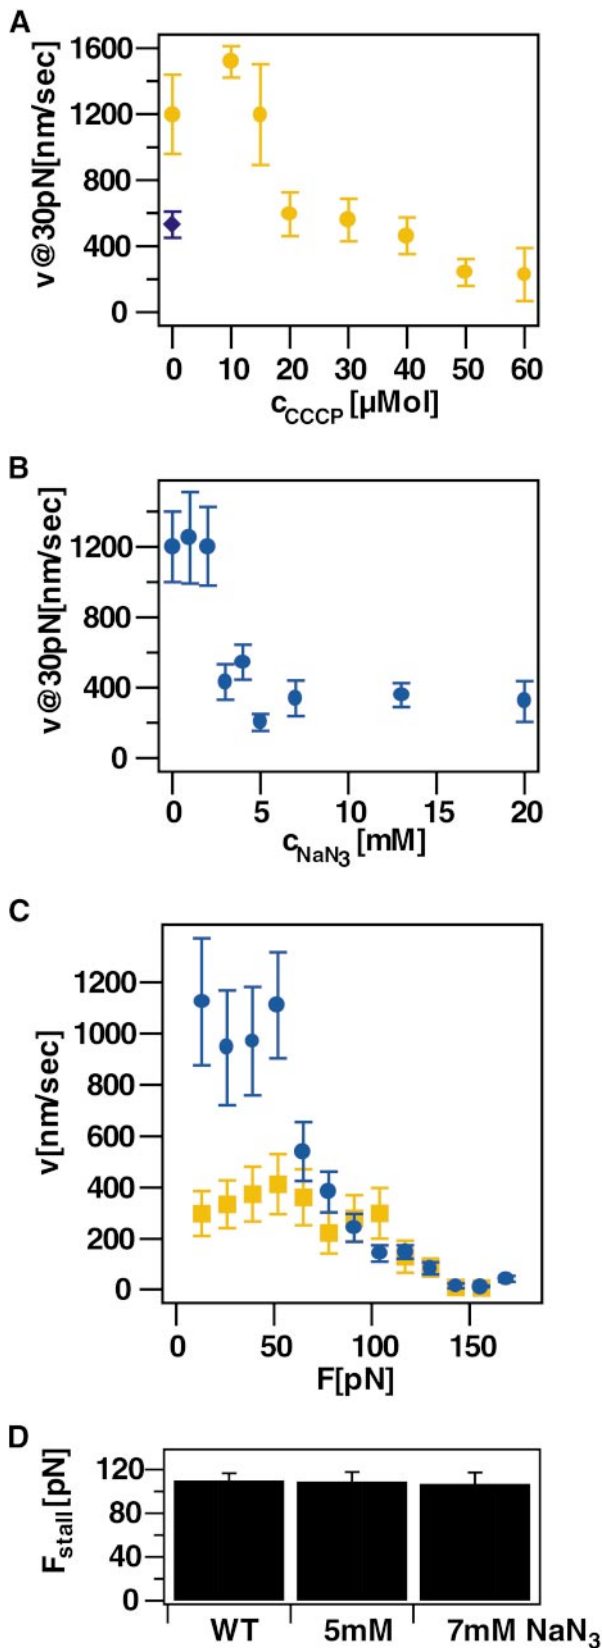 A
v@30pN[nm/sec]
1600
1200
800
400
0
0 10 20 30 40 50 60
cCCCP [µMol]
B
v@30pN[nm/sec]
1200
800
400
0
0 5 10 15 20
cNaN3 [mM]
C
v[nm/sec]
1200
1000
800
600
400
200
0
0 50 100 150
F[pN]
D
Fstall [pN]
120
80
40
0
WT 5mM 7mM NaN3